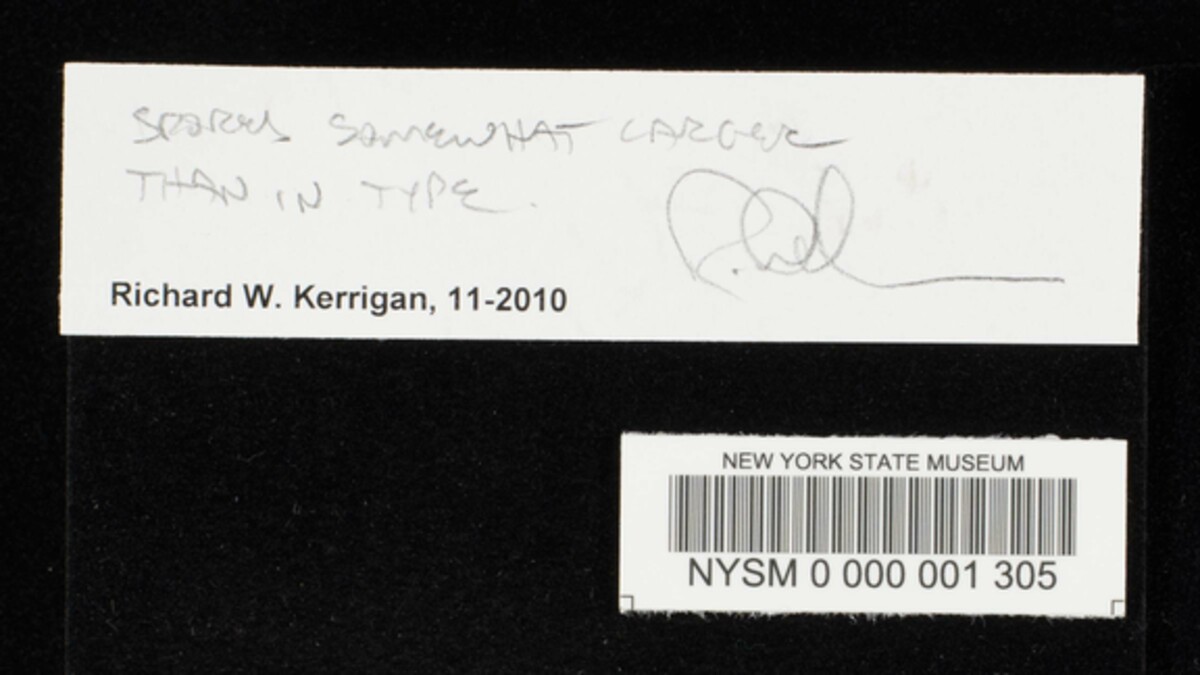 SPORES SOMEWHAT LARGER
THAN IN TYPE.
Richard W. Kerrigan, 11-2010
NEW YORK STATE MUSEUM
NYSM 0 000 001 305